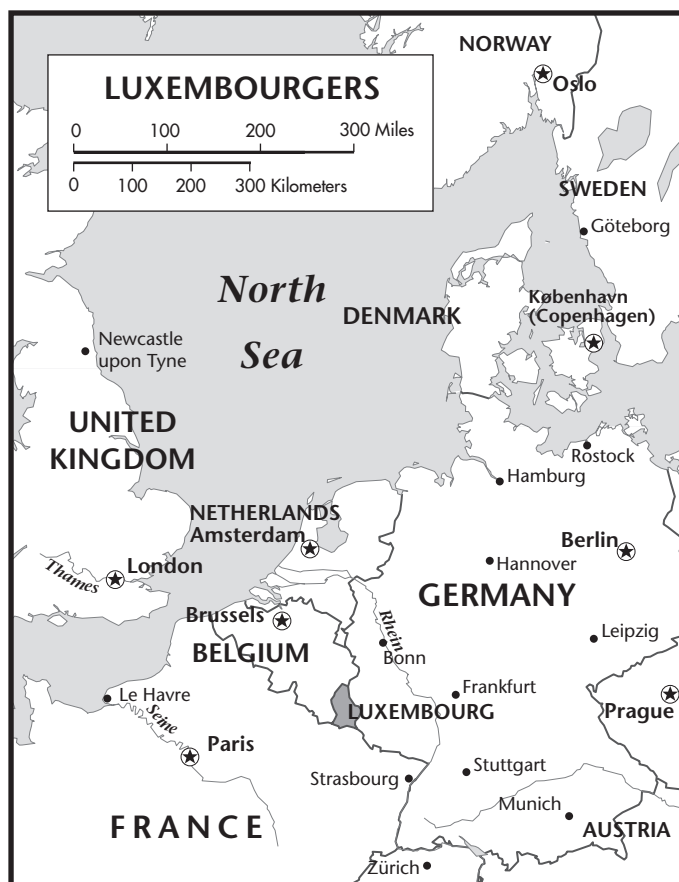 LUXEMBOURGERS
0 100 200 300 Miles
0 100 200 300 Kilometers
NORWAY
Oslo
SWEDEN
Göteborg
North
Sea
DENMARK
København
(Copenhagen)
Newcastle
upon Tyne
UNITED
KINGDOM
Rostock
Hamburg
NETHERLANDS
Amsterdam
Berlin
Hannover
London
Thames
GERMANY
Brussels
BELGIUM
Rhein
Bonn
Leipzig
Frankfurt
Le Havre
LUXEMBOURG
Prague
Seine
Paris
Strasbourg
Stuttgart
Munich
FRANCE
AUSTRIA
Zürich